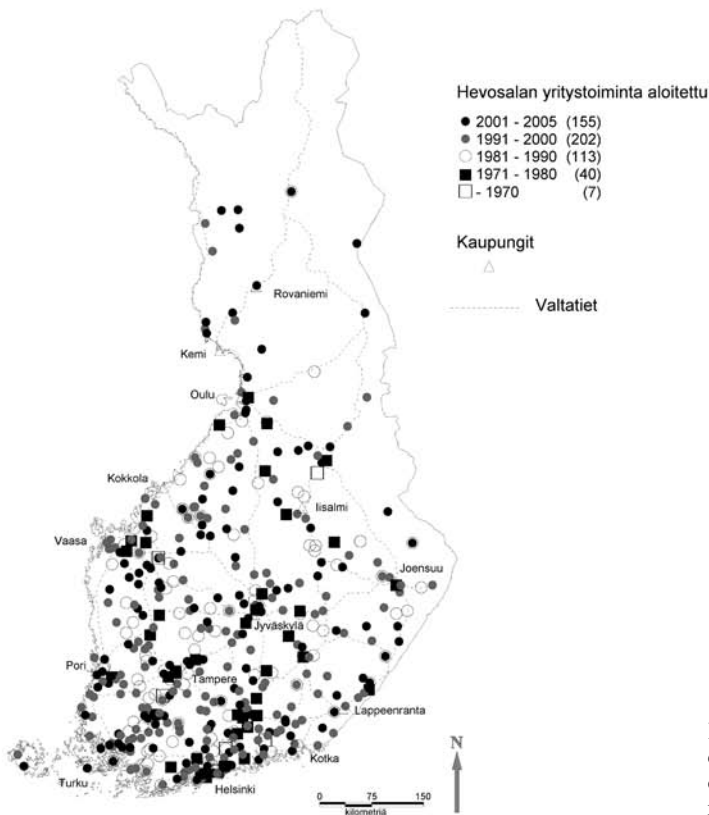 Hevosalan yritystoiminta aloitettu
2001 - 2005 (155)
1991 - 2000 (202)
1981 - 1990 (113)
1971 - 1980 (40)
- 1970 (7)
Kaupungit
Valtatiet
Rovaniemi
Kemi
Oulu
Kokkola
Iisalmi
Vaasa
Joensuu
Jyväskylä
Pori
Tampere
Lappeenranta
Kotka
Turku
Helsinki
N
0 75 150
kilometriä